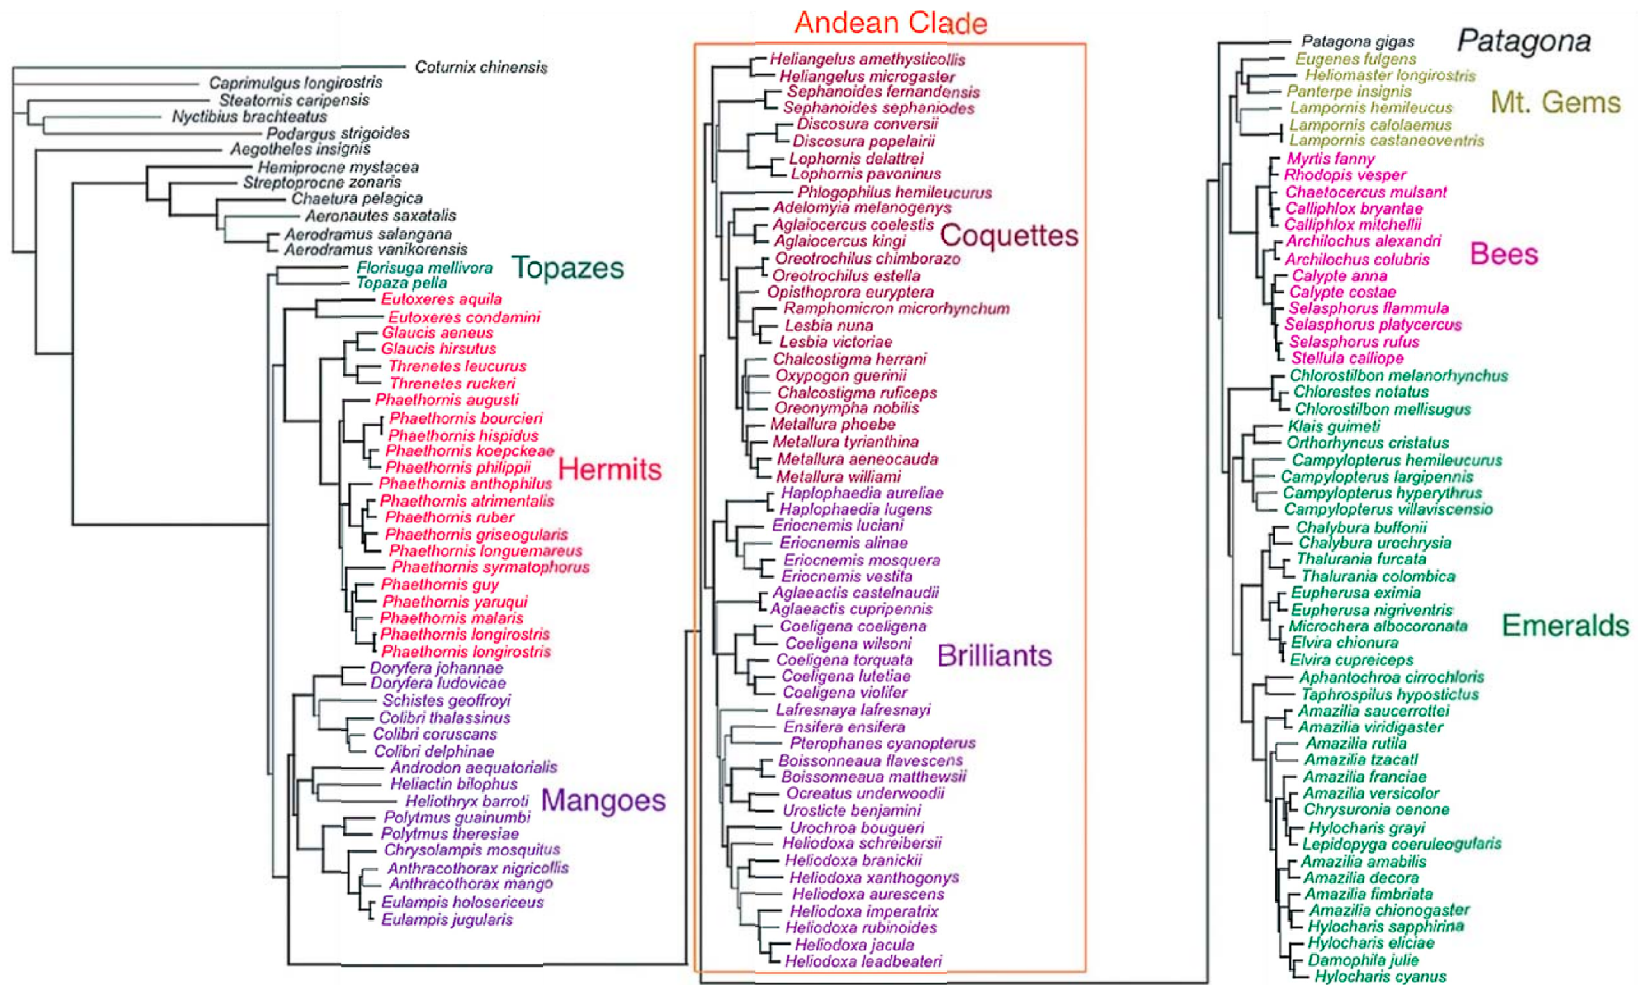 Coturnix chinensis
Caprimulgus longirostris
Steatornis caripensis
Nyctibius brachteatus
Podargus strigoides
Aegotheles insignis
Hemiprocne mystacea
Streptoprocne zonaris
Chaetura pelagica
Aeronautes saxatalis
Aerodramus salangana
Aerodramus vanikorensis
Florisuga mellivora
Topaza pella
Topazes
Eutoxeres aquila
Eutoxeres condamini
Glaucis aeneus
Glaucis hirsutus
Threnetes leucurus
Threnetes ruckeri
Phaethornis augusti
Phaethornis bourcieri
Phaethornis hispidus
Phaethornis koepckeae
Phaethornis philippii
Hermits
Phaethornis anthophilus
Phaethornis atrimentalis
Phaethornis ruber
Phaethornis griseogularis
Phaethornis longuemareus
Phaethornis syrmatophorus
Phaethornis guy
Phaethornis yaruqui
Phaethornis malaris
Phaethornis longirostris
Phaethornis longirostris
Doryfera johannae
Doryfera ludovicae
Schistes geoffroyi
Colibri thalassinus
Colibri coruscans
Colibri delphinae
Androdon aequatorialis
Heliactin bilophus
Heliothryx barroti
Mangoes
Polytmus guainumbi
Polytmus theresiae
Chrysolampis mosquitus
Anthracothorax nigricollis
Anthracothorax mango
Eulampis holosericeus
Eulampis jugularis
Andean Clade
Heliangelus amethysticollis
Heliangelus microgaster
Sephanoides fernandensis
Sephanoides sephaniodes
Discosura conversii
Discosura popelairii
Lophornis delattrei
Lophornis pavoninus
Phlogophilus hemileucurus
Adelomyia melanogenys
Aglaiocercus coelestis
Aglaiocercus kingi
Coquettes
Oreotrochilus chimborazo
Oreotrochilus estella
Opisthoprora euryptera
Ramphomicron microrhynchum
Lesbia nuna
Lesbia victoriae
Chalcostigma herrani
Oxypogon guerinii
Chalcostigma ruficeps
Oreonympha nobilis
Metallura phoebe
Metallura tyrianthina
Metallura aeneocauda
Metallura williami
Haplophaedia aureliae
Haplophaedia lugens
Eriocnemis luciani
Eriocnemis alinae
Eriocnemis mosquera
Eriocnemis vestita
Aglaeactis castelnaudii
Aglaeactis cupripennis
Coeligena coeligena
Coeligena wilsoni
Coeligena torquata
Brilliants
Coeligena lutetiae
Coeligena violifer
Lafresnaya lafresnayi
Ensifera ensifera
Pterophanes cyanopterus
Boissonneaua flavescens
Boissonneaua matthewsii
Ocreatus underwoodii
Urosticte benjamini
Urochroa bougueri
Heliodoxa schreibersii
Heliodoxa branickii
Heliodoxa xanthogonys
Heliodoxa aurescens
Heliodoxa imperatrix
Heliodoxa rubinoides
Heliodoxa jacula
Heliodoxa leadbeateri
Patagona gigas
Patagona
Eugenes fulgens
Heliomaster longirostris
Panterpe insignis
Mt. Gems
Lampornis hemileucus
Lampornis calolaemus
Lampornis castaneoventris
Myrtis fanny
Rhodopis vesper
Chaetocercus mulsant
Calliphlox bryantae
Calliphlox mitchellii
Archilochus alexandri
Bees
Archilochus colubris
Calypte anna
Calypte costae
Selasphorus flammula
Selasphorus platycercus
Selasphorus rufus
Stellula calliope
Chlorostilbon melanorhynchus
Chlorestes notatus
Chlorostilbon mellisugus
Klais guimeti
Orthorhyncus cristatus
Campylopterus hemileucurus
Campylopterus largipennis
Campylopterus hyperythrus
Campylopterus villaviscensio
Chalybura buffonii
Chalybura urochrysia
Thalurania furcata
Thalurania colombica
Eupherusa eximia
Eupherusa nigriventris
Microchera albocoronata
Emeralds
Elvira chionura
Elvira cupreiceps
Aphantochroa cirrochloris
Taphrospilus hypostictus
Amazilia saucerrottei
Amazilia viridigaster
Amazilia rutila
Amazilia tzacatl
Amazilia franciae
Amazilia versicolor
Chrysuronia oenone
Hylocharis grayi
Lepidopyga coeruleogularis
Amazilia amabilis
Amazilia decora
Amazilia fimbriata
Amazilia chionogaster
Hylocharis sapphirina
Hylocharis eliciae
Damophila julie
Hylocharis cyanus